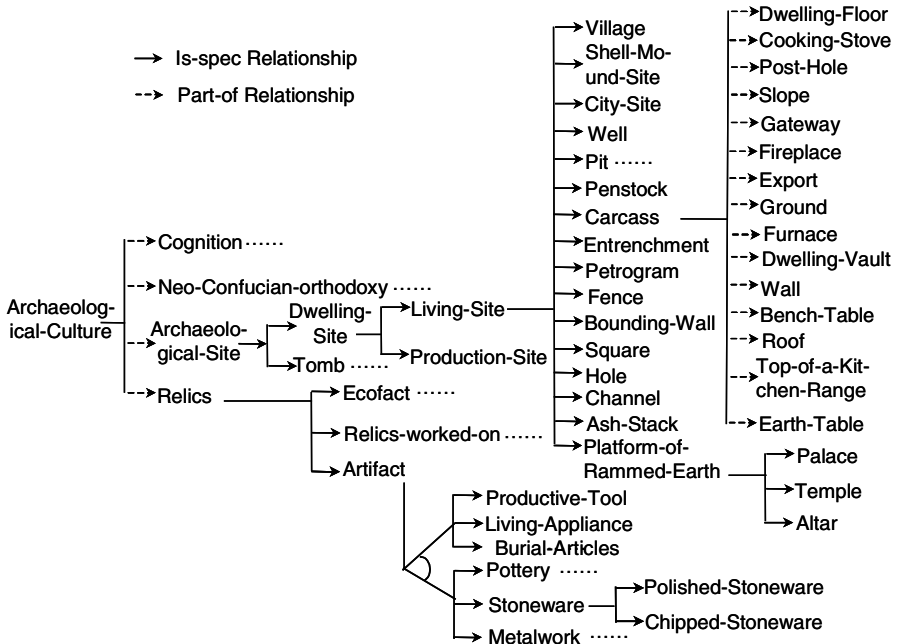 Is-spec Relationship
Part-of Relationship
Archaeolog-
ical-Culture
Cognition ......
Neo-Confucian-orthodoxy ......
Archaeolo-
gical-Site
Relics
Dwelling-
Site
Tomb ......
Living-Site
Production-Site
Ecofact ......
Relics-worked-on ......
Artifact
Village
Shell-Mo-
und-Site
City-Site
Well
Pit ......
Penstock
Carcass
Entrenchment
Petrogram
Fence
Bounding-Wall
Square
Hole
Channel
Ash-Stack
Platform-of-
Rammed-Earth
Dwelling-Floor
Cooking-Stove
Post-Hole
Slope
Gateway
Fireplace
Export
Ground
Furnace
Dwelling-Vault
Wall
Bench-Table
Roof
Top-of-a-Kit-
chen-Range
Earth-Table
Palace
Temple
Altar
Productive-Tool
Living-Appliance
Burial-Articles
Pottery ......
Stoneware
Metalwork ......
Polished-Stoneware
Chipped-Stoneware